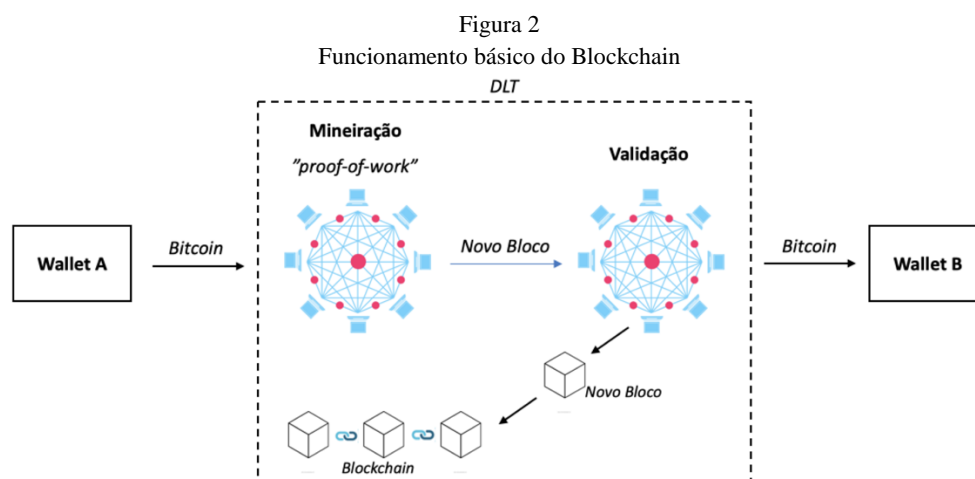 Figura 2
Funcionamento básico do Blockchain
DLT
Mineiração
"proof-of-work"
Validação
Wallet A
Bitcoin
Novo Bloco
Bitcoin
Wallet B
Novo Bloco
Blockchain